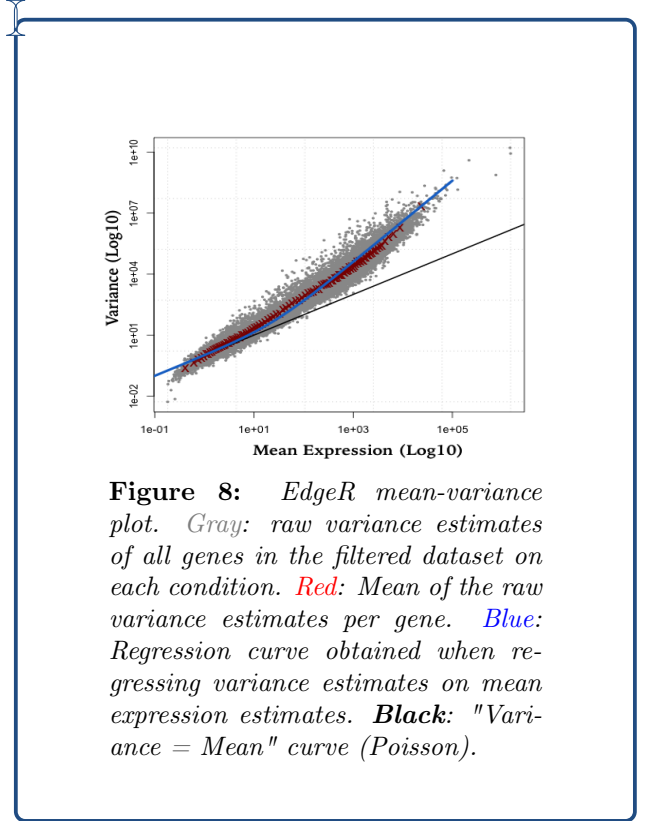 1e+10
1e+07
1e+04
1e+01
1e-02
Variance (Log10)
1e-01 1e+01 1e+03 1e+05
Mean Expression (Log10)
Figure 8: EdgeR mean-variance
plot. Gray: raw variance estimates
of all genes in the filtered dataset on
each condition. Red: Mean of the raw
variance estimates per gene. Blue:
Regression curve obtained when re-
gressing variance estimates on mean
expression estimates. Black: "Vari-
ance = Mean" curve (Poisson).